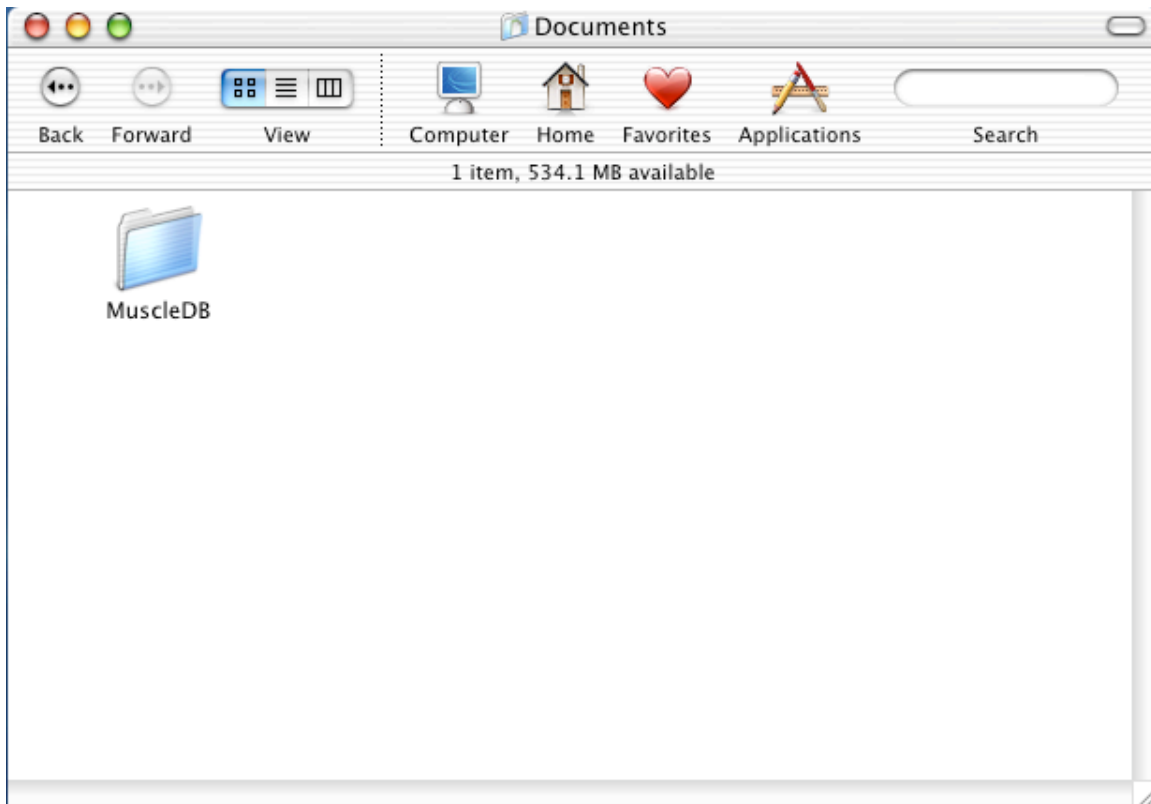 Documents
Back Forward View Computer Home Favorites Applications Search
1 item, 534.1 MB available
MuscleDB